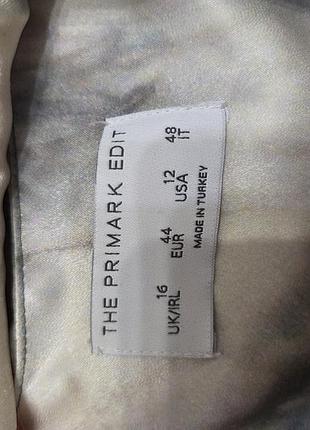 THE PRIMARK EDIT
16 44 12 48
UK/IRL EUR USA IT
MADE IN TURKEY